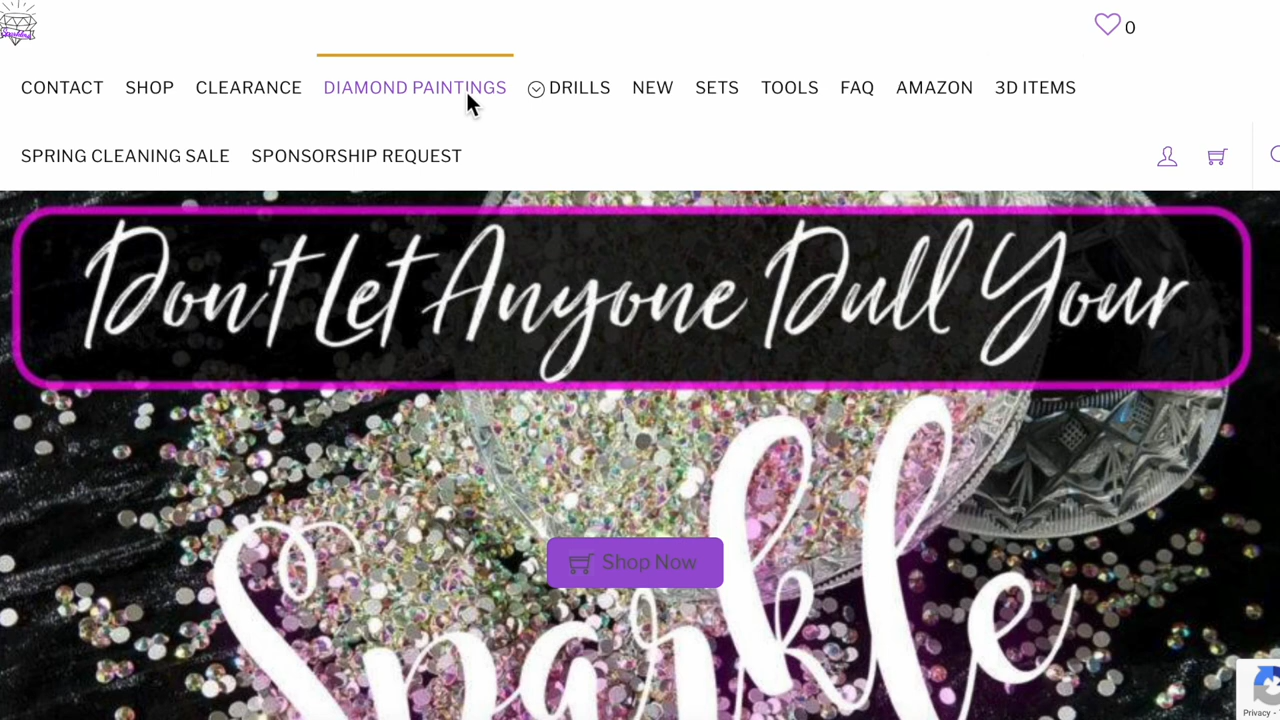 0
CONTACT SHOP CLEARANCE DIAMOND PAINTINGS DRILLS NEW SETS TOOLS FAQ AMAZON 3D ITEMS
SPRING CLEANING SALE SPONSORSHIP REQUEST
Don't Let Anyone Dull Your
Sparkle
Shop Now
Privacy -